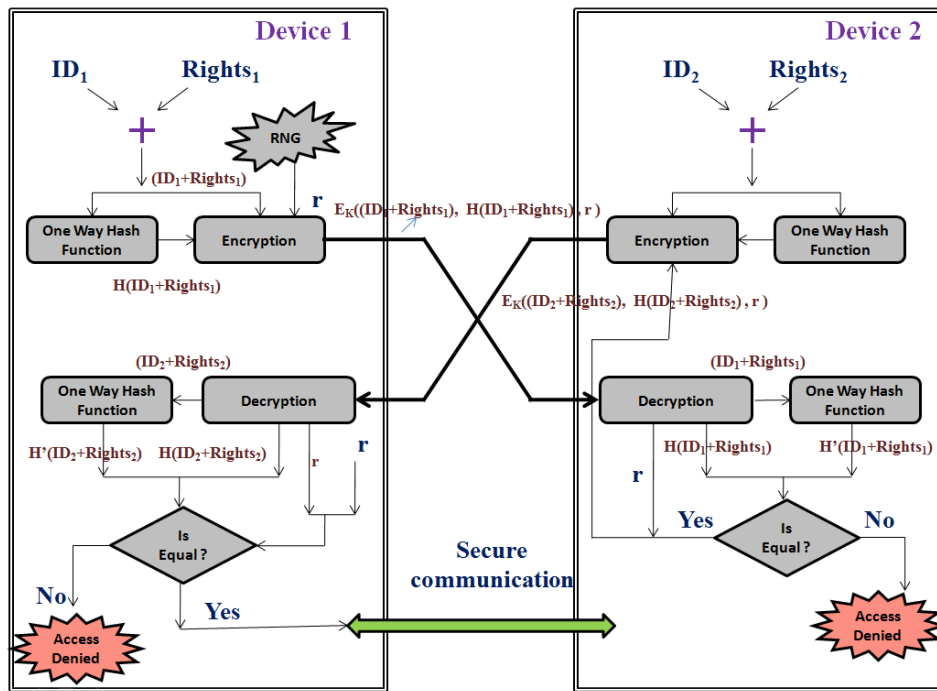 Device 1
ID₁
Rights₁
+
RNG
(ID₁+Rights₁)
r
One Way Hash
Function
Encryption
H(ID₁+Rights₁)
E_K((ID₁+Rights₁), H(ID₁+Rights₁), r )
Device 2
ID₂
Rights₂
+
Encryption
One Way Hash
Function
E_K((ID₂+Rights₂), H(ID₂+Rights₂), r )
(ID₂+Rights₂)
One Way Hash
Function
Decryption
H'(ID₂+Rights₂)
H(ID₂+Rights₂)
r
r
Is
Equal ?
No
Yes
Access
Denied
Secure
communication
(ID₁+Rights₁)
Decryption
One Way Hash
Function
r
H(ID₁+Rights₁)
H'(ID₁+Rights₁)
Yes
Is
Equal ?
No
Access
Denied